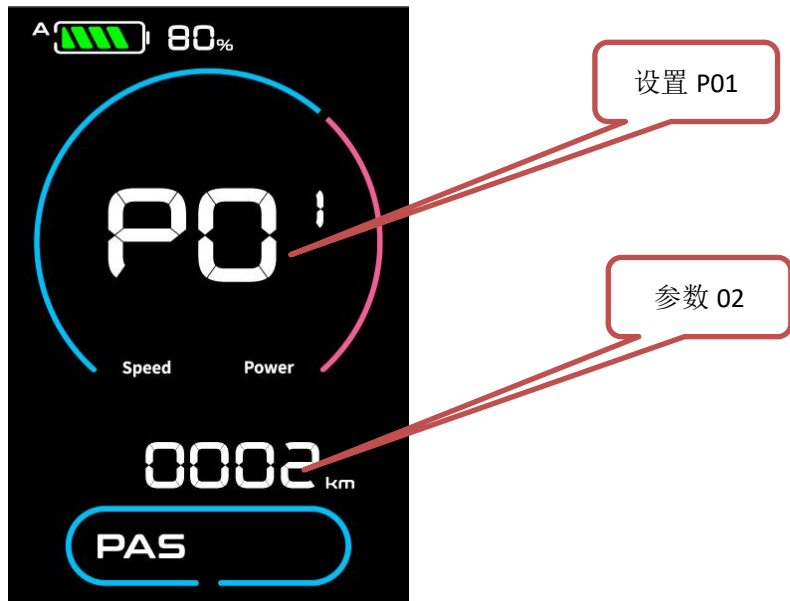 A 80%
设置 P01
P01
参数 02
Speed Power
0002 km
PAS